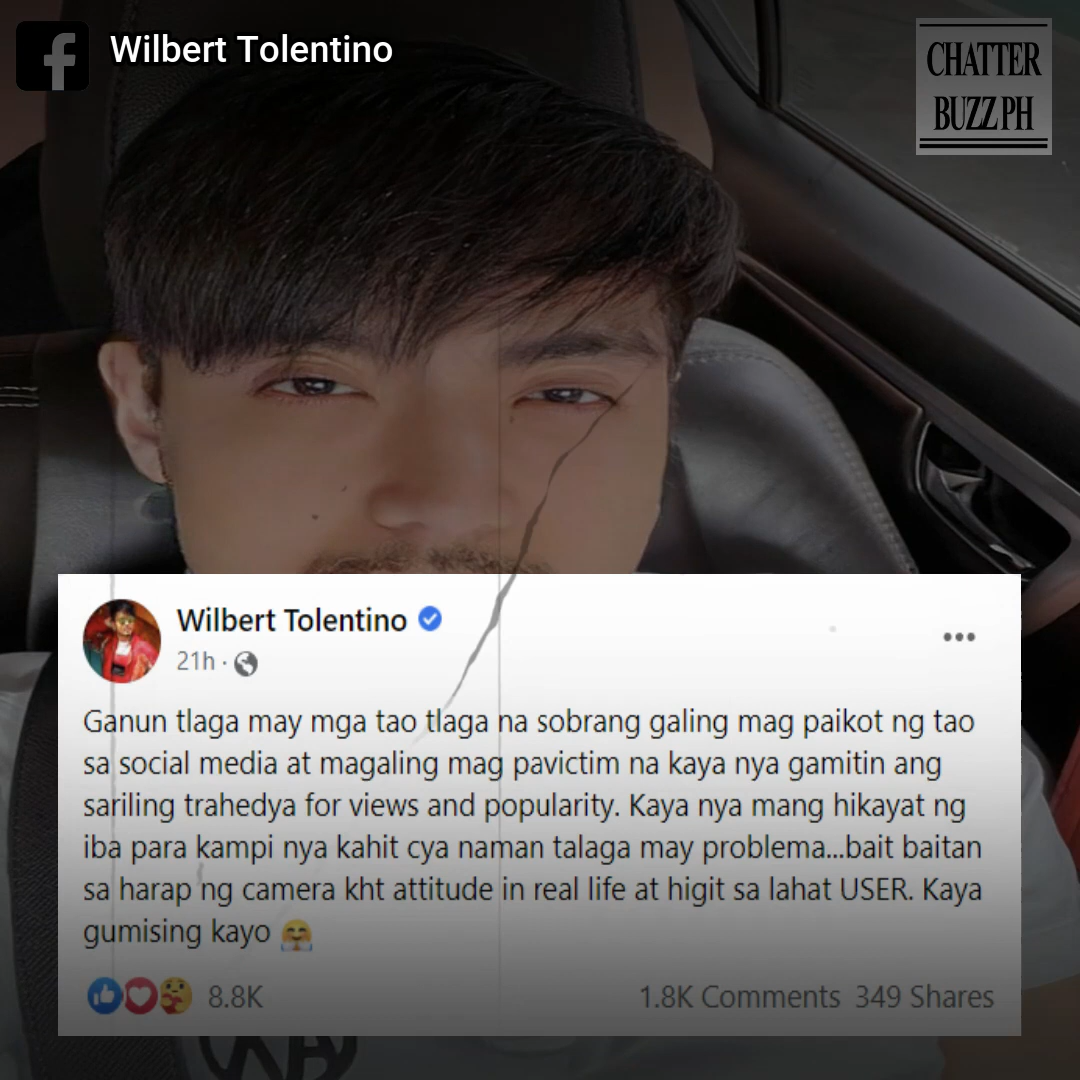 Wilbert Tolentino
CHATTER
BUZZ PH
Wilbert Tolentino
21h ·
Ganun tlaga may mga tao tlaga na sobrang galing mag paikot ng tao
sa social media at magaling mag pavictim na kaya nya gamitin ang
sariling trahedya for views and popularity. Kaya nya mang hikayat ng
iba para kampi nya kahit cya naman talaga may problema...bait baitan
sa harap ng camera kht attitude in real life at higit sa lahat USER. Kaya
gumising kayo 🤗
8.8K
1.8K Comments 349 Shares